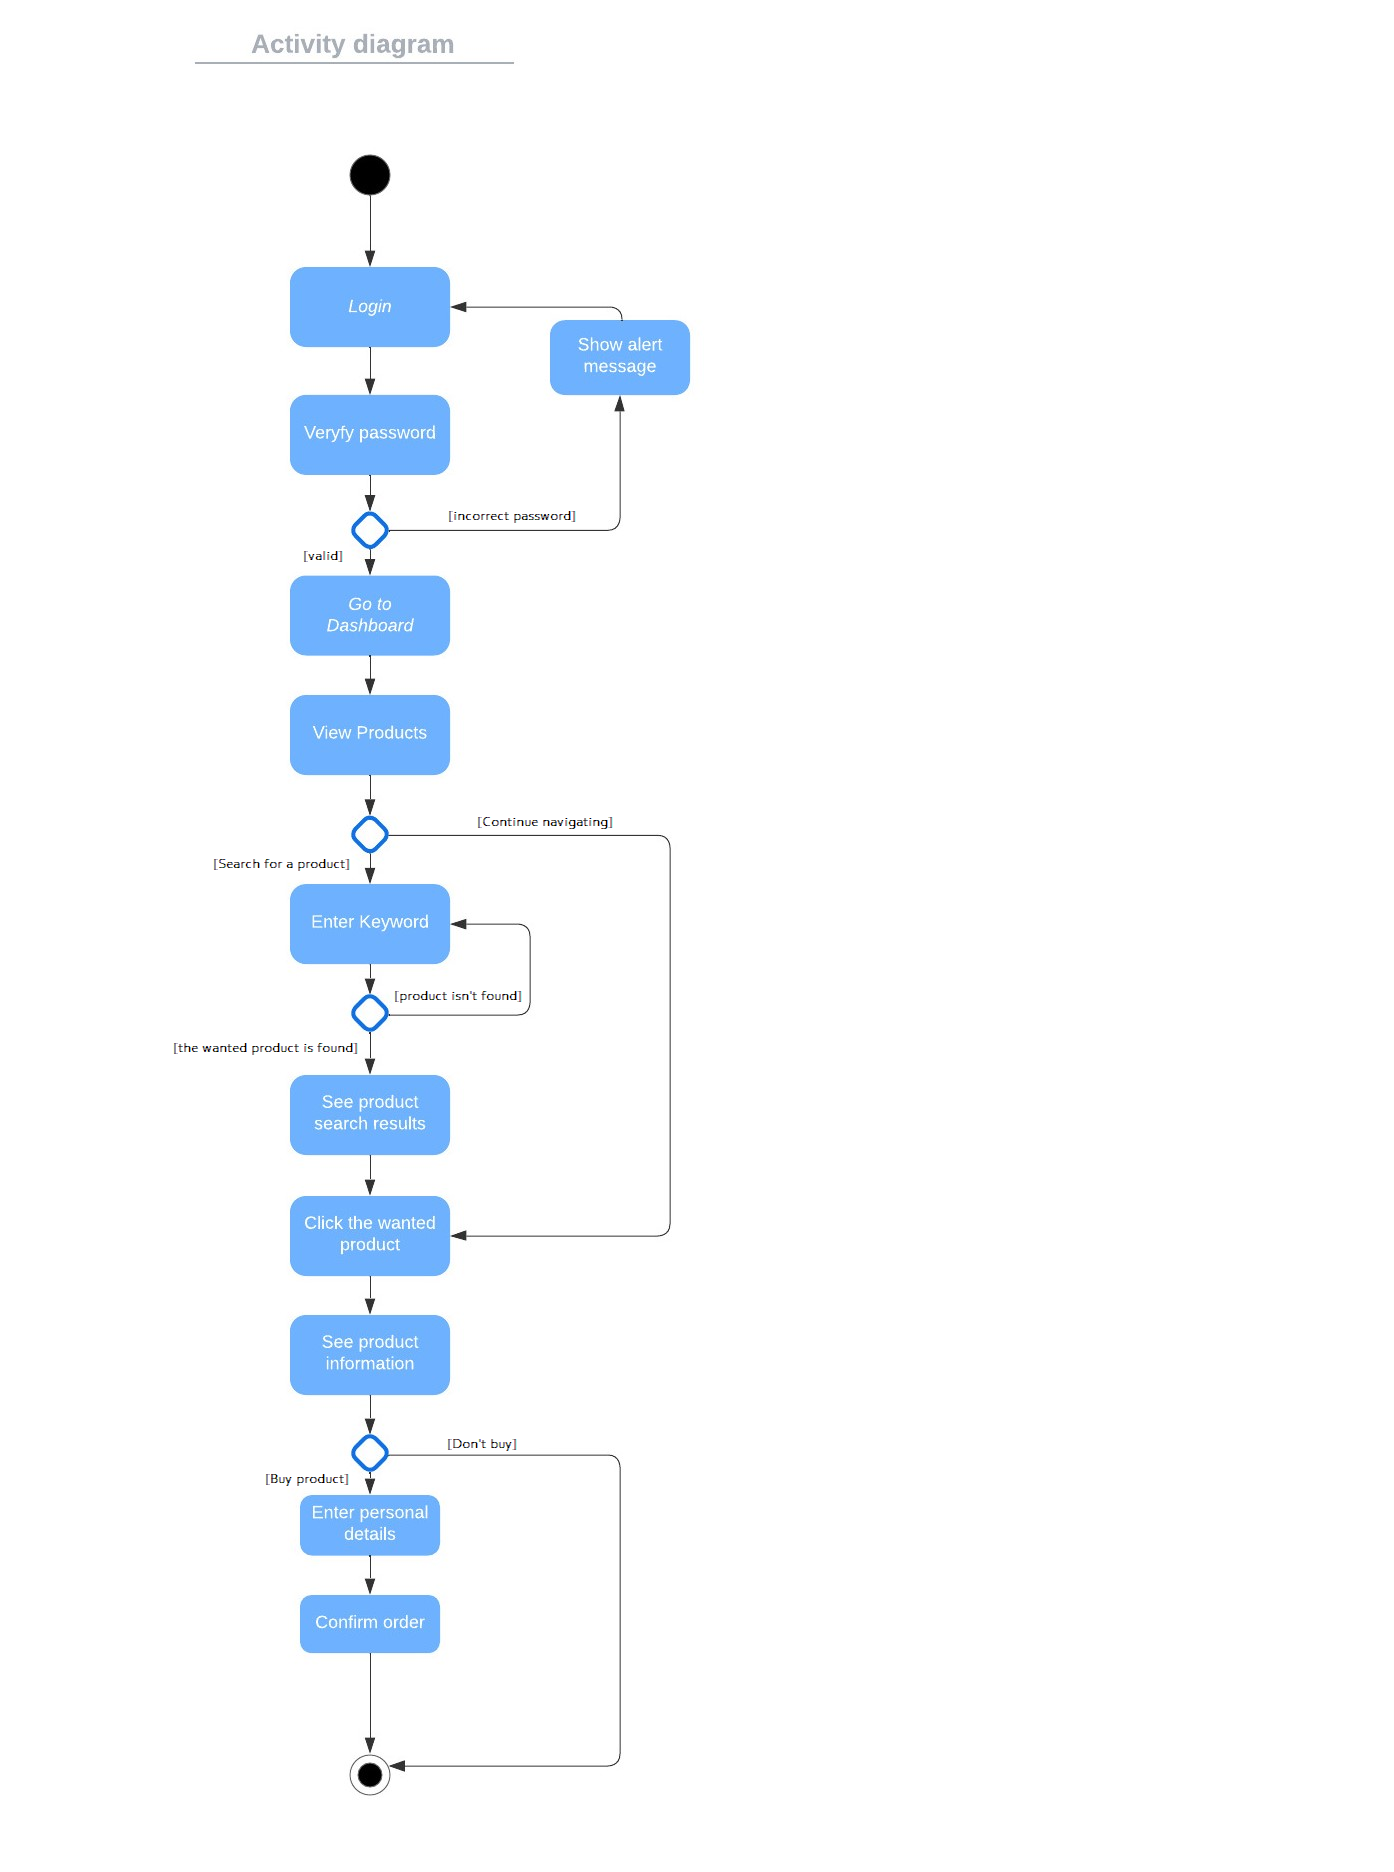 Activity diagram
Login
Show alert
message
Veryfy password
[incorrect password]
[valid]
Go to
Dashboard
View Products
[Continue navigating]
[Search for a product]
Enter Keyword
[product isn't found]
[the wanted product is found]
See product
search results
Click the wanted
product
See product
information
[Don't buy]
[Buy product]
Enter personal
details
Confirm order